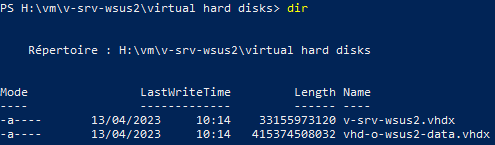 PS H:\vm\v-srv-wsus2\virtual hard disks> dir
Répertoire : H:\vm\v-srv-wsus2\virtual hard disks
Mode LastWriteTime Length Name
---- ------------- ------ ----
-a---- 13/04/2023 10:14 33155973120 v-srv-wsus2.vhdx
-a---- 13/04/2023 10:14 415374508032 vhd-o-wsus2-data.vhdx